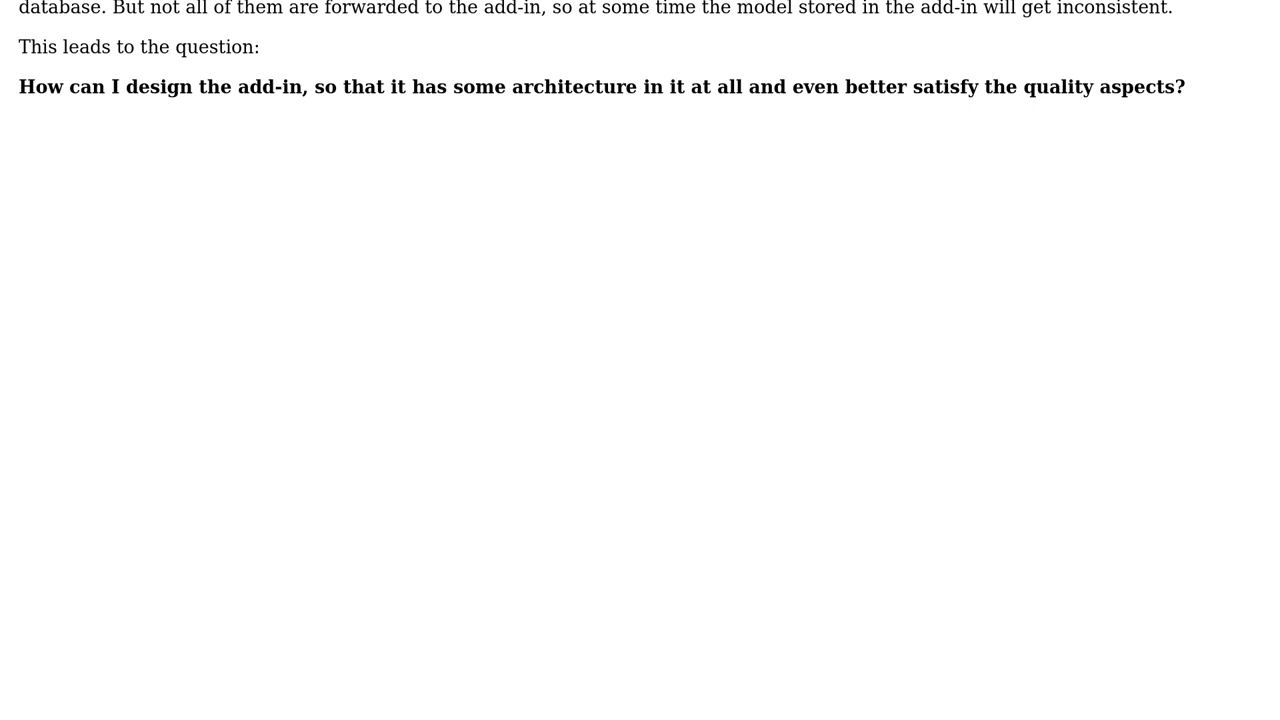 database. But not all of them are forwarded to the add-in, so at some time the model stored in the add-in will get inconsistent.
This leads to the question:
How can I design the add-in, so that it has some architecture in it at all and even better satisfy the quality aspects?